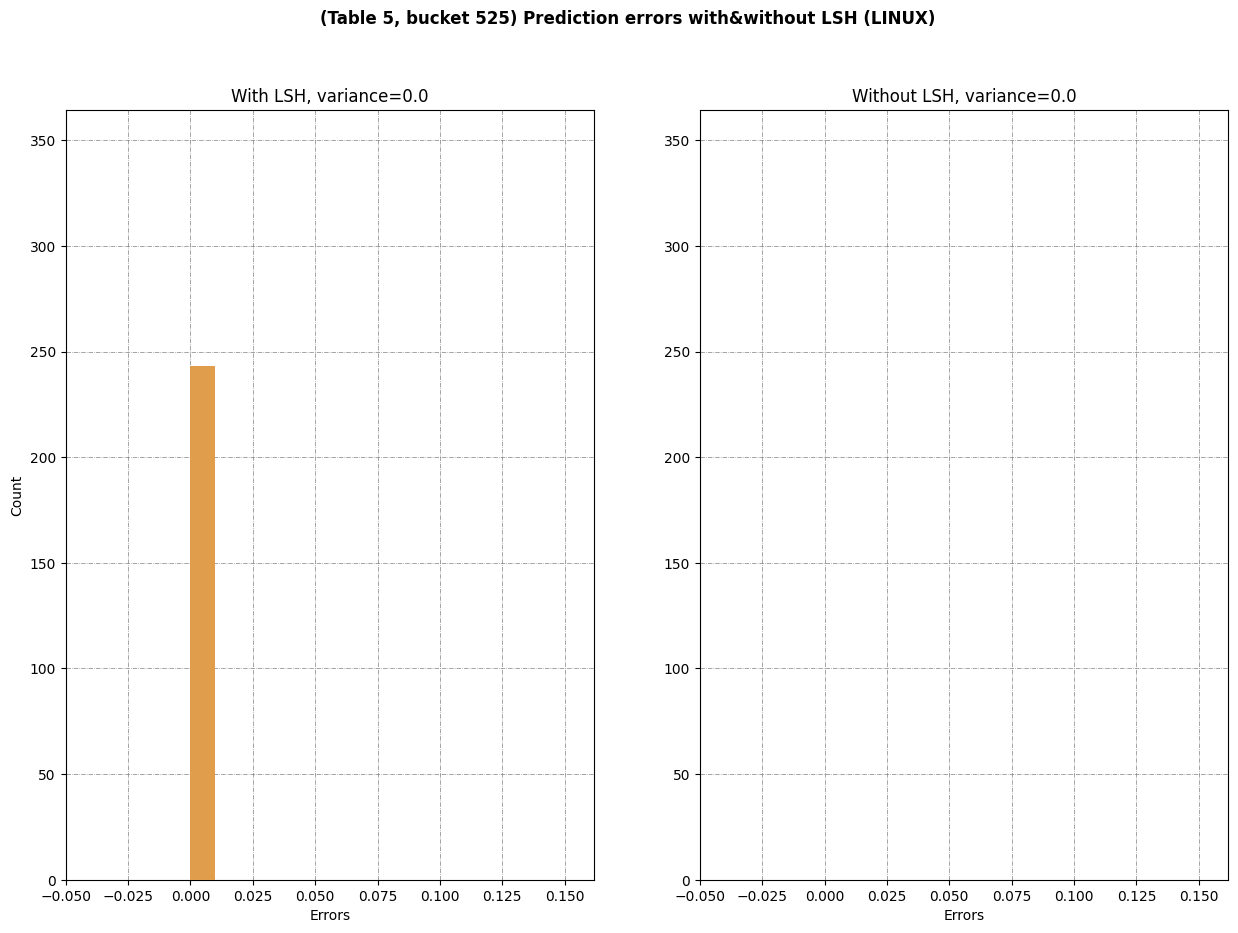 (Table 5, bucket 525) Prediction errors with&without LSH (LINUX)
With LSH, variance=0.0
350
300
250
200
150
100
50
0
Count
−0.050 −0.025 0.000 0.025 0.050 0.075 0.100 0.125 0.150
Errors
Without LSH, variance=0.0
350
300
250
200
150
100
50
0
−0.050 −0.025 0.000 0.025 0.050 0.075 0.100 0.125 0.150
Errors